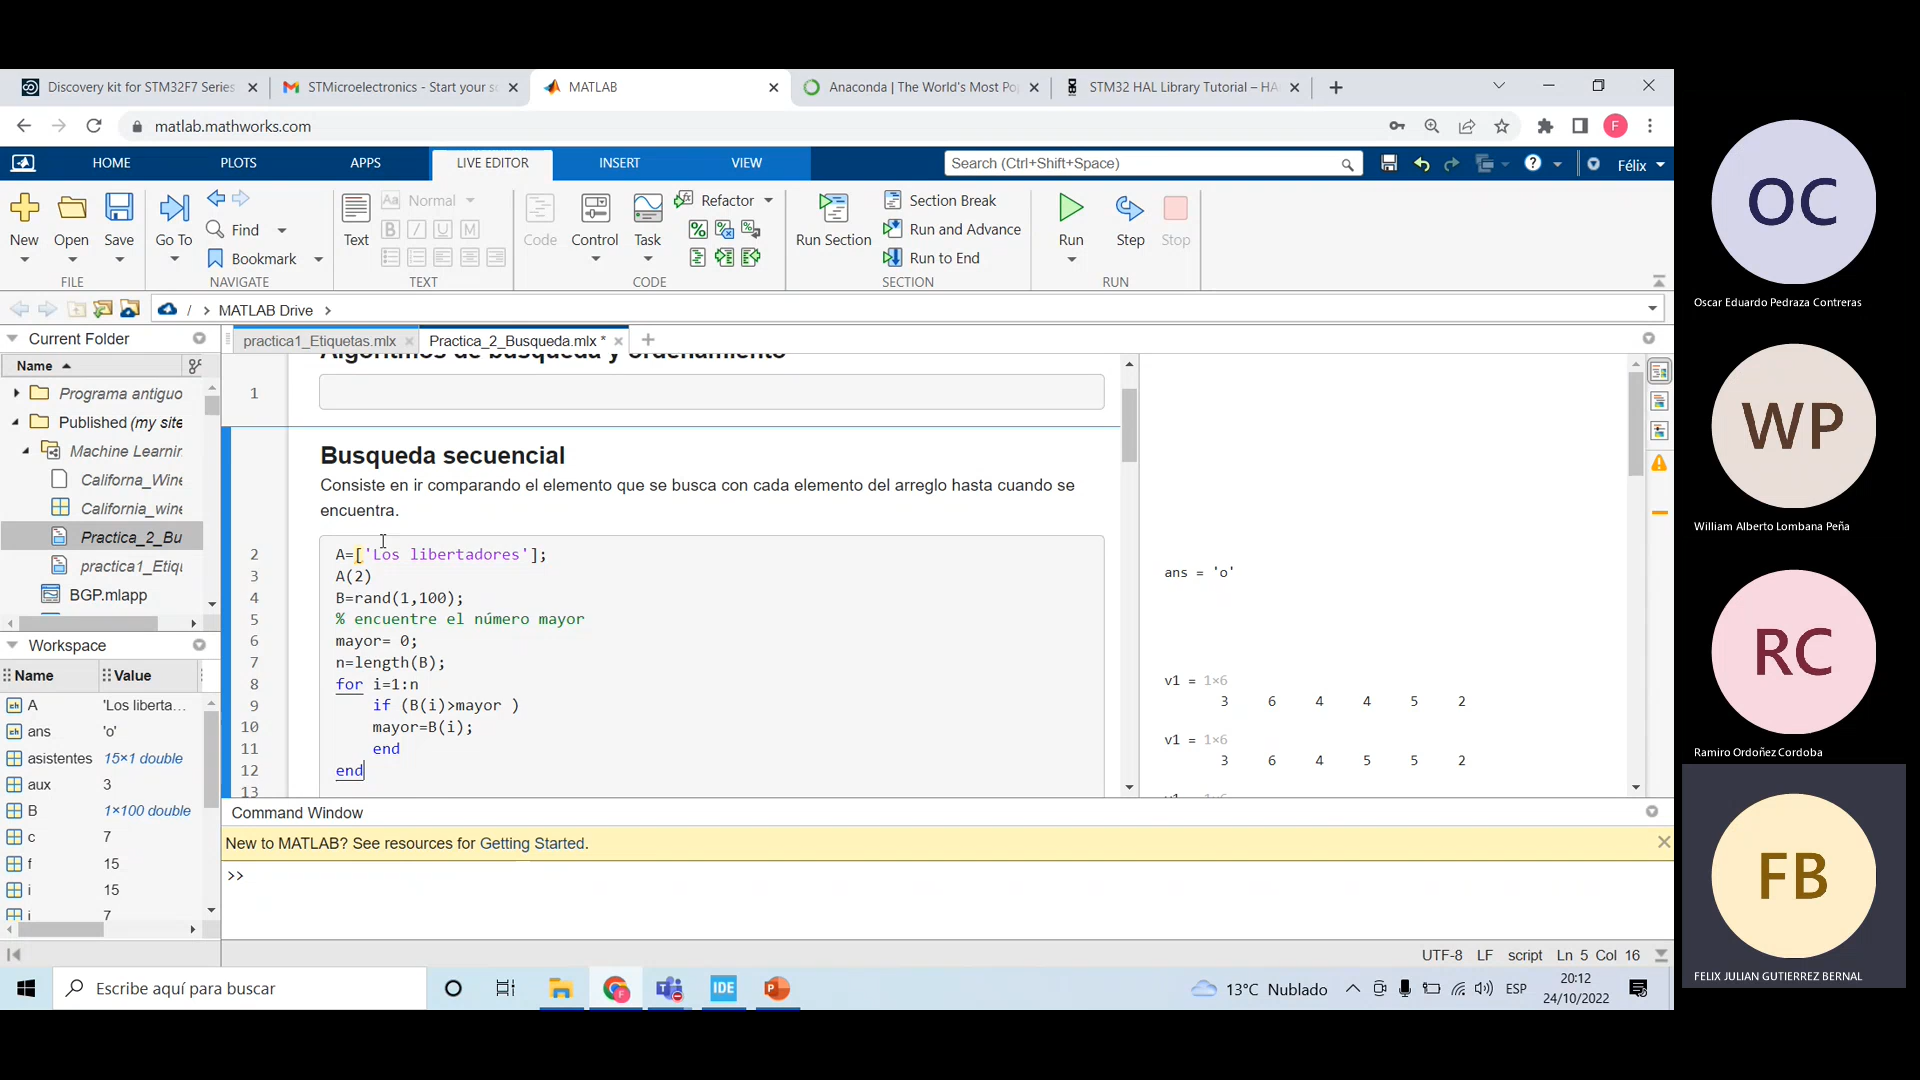 Discovery kit for STM32F7 Series
STMicroelectronics - Start your s
MATLAB
Anaconda | The World's Most Po
STM32 HAL Library Tutorial – HA
matlab.mathworks.com
F
HOME
PLOTS
APPS
LIVE EDITOR
INSERT
VIEW
Search (Ctrl+Shift+Space)
Félix
New
Open
Save
FILE
Go To
Find
Bookmark
NAVIGATE
Text
Aa Normal
B I U M
TEXT
Code
Control
Task
Refactor
CODE
Run Section
Section Break
Run and Advance
Run to End
SECTION
Run
Step
Stop
RUN
/ › MATLAB Drive ›
Current Folder
Name
Programa antiguo
Published (my site
Machine Learnin
Californa_Wine
California_wine
Practica_2_Bu
practica1_Etiqu
BGP.mlapp
Workspace
Name Value
A 'Los liberta...
ans 'o'
asistentes 15×1 double
aux 3
B 1×100 double
c 7
f 15
i 15
j 7
practica1_Etiquetas.mlx
Practica_2_Busqueda.mlx *
Algoritmos de busqueda y ordenamiento
1
Busqueda secuencial
Consiste en ir comparando el elemento que se busca con cada elemento del arreglo hasta cuando se
encuentra.
2 A=['Los libertadores'];
3 A(2)
4 B=rand(1,100);
5 % encuentre el número mayor
6 mayor= 0;
7 n=length(B);
8 for i=1:n
9 if (B(i)>mayor )
10 mayor=B(i);
11 end
12 end
13
ans = 'o'
v1 = 1×6
3 6 4 4 5 2
v1 = 1×6
3 6 4 5 5 2
v1 = 1×6
Command Window
New to MATLAB? See resources for Getting Started.
>>
UTF-8 LF script Ln 5 Col 16
Escribe aquí para buscar
IDE
13°C Nublado
ESP
20:12
24/10/2022
OC
Oscar Eduardo Pedraza Contreras
WP
William Alberto Lombana Peña
RC
Ramiro Ordoñez Cordoba
FB
FELIX JULIAN GUTIERREZ BERNAL